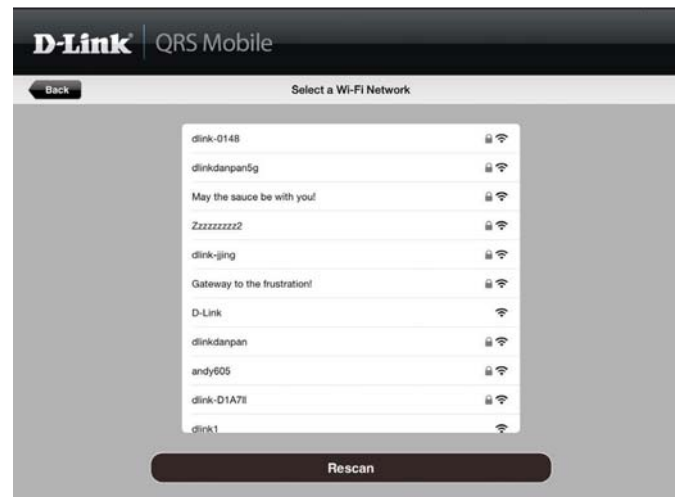 D-Link QRS Mobile
Back Select a Wi-Fi Network
dlink-0148
dlinkdanpan5g
May the sauce be with you!
Zzzzzzzzz2
dlink-jjing
Gateway to the frustration!
D-Link
dlinkdanpan
andy605
dlink-D1A7II
dlink1
Rescan